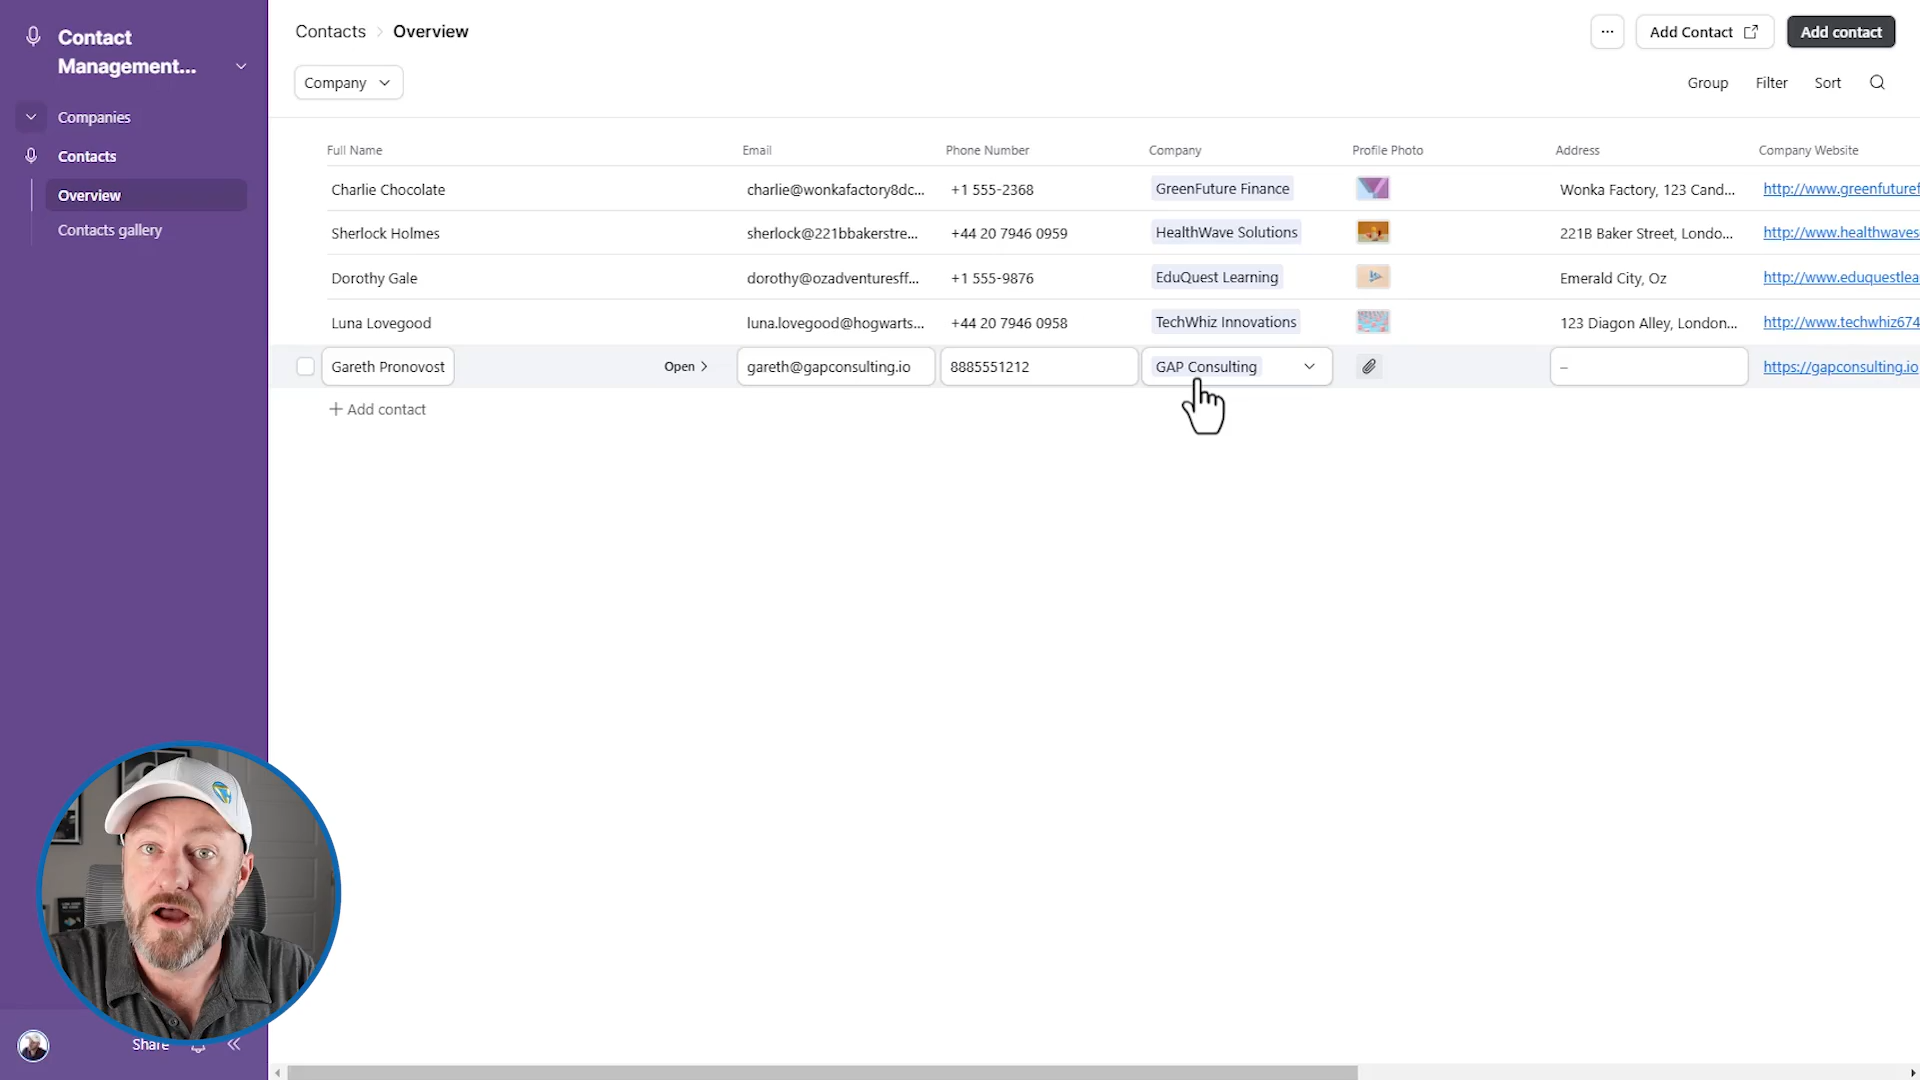 Contact
Management...
Companies
Contacts
Overview
Contacts gallery
Share
Contacts > Overview
...
Add Contact
Add contact
Company
Group
Filter
Sort
Full Name
Email
Phone Number
Company
Profile Photo
Address
Company Website
Charlie Chocolate
charlie@wonkafactory8dc...
+1 555-2368
GreenFuture Finance
Wonka Factory, 123 Cand...
http://www.greenfuturef
Sherlock Holmes
sherlock@221bbakerstre...
+44 20 7946 0959
HealthWave Solutions
221B Baker Street, Londo...
http://www.healthwaves
Dorothy Gale
dorothy@ozadventuresff...
+1 555-9876
EduQuest Learning
Emerald City, Oz
http://www.eduquestlea
Luna Lovegood
luna.lovegood@hogwarts...
+44 20 7946 0958
TechWhiz Innovations
123 Diagon Alley, London...
http://www.techwhiz674
Gareth Pronovost
Open >
gareth@gapconsulting.io
8885551212
GAP Consulting
–
https://gapconsulting.io
+ Add contact